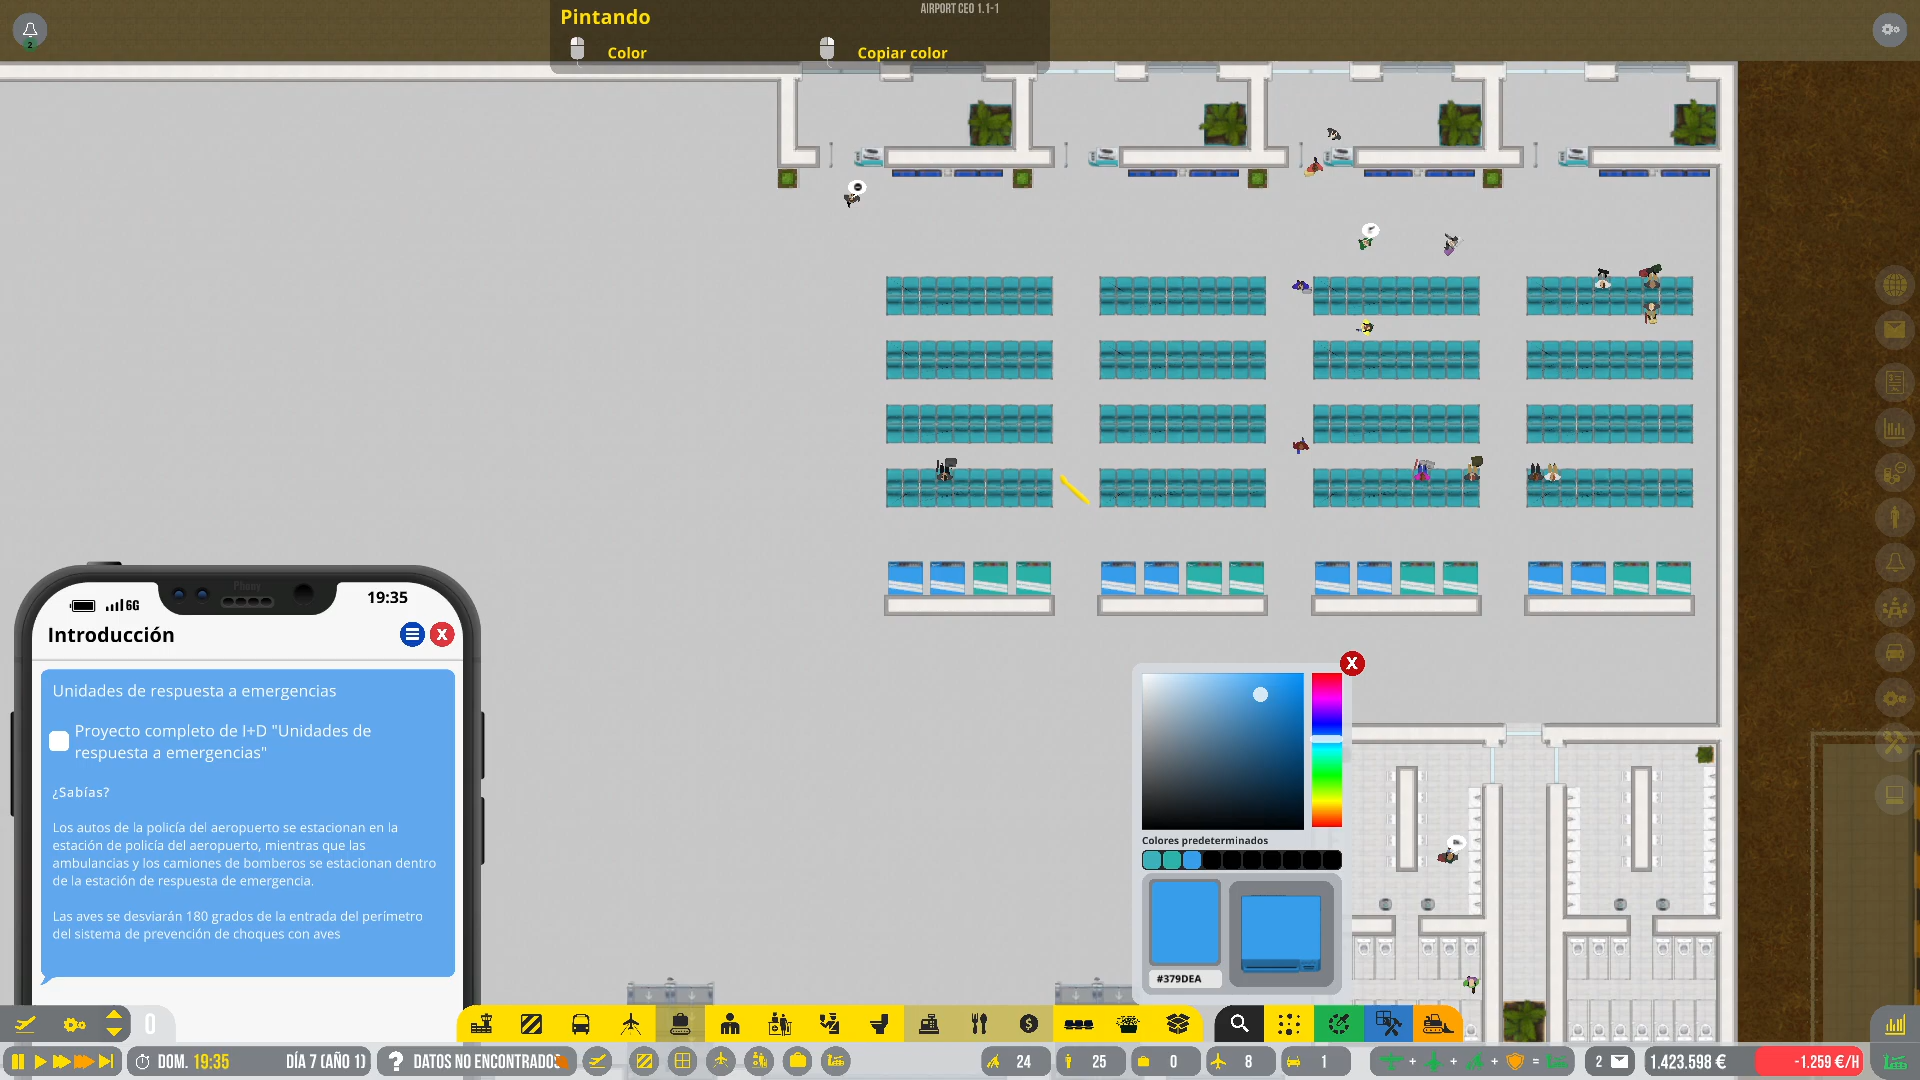 Pintando
AIRPORT CEO 1.1-1
Color
Copiar color
2
Phony
6G
19:35
Introducción
X
Unidades de respuesta a emergencias
Proyecto completo de I+D "Unidades de
respuesta a emergencias"
¿Sabías?
Los autos de la policía del aeropuerto se estacionan en la
estación de policía del aeropuerto, mientras que las
ambulancias y los camiones de bomberos se estacionan dentro
de la estación de respuesta de emergencia.
Las aves se desviarán 180 grados de la entrada del perímetro
del sistema de prevención de choques con aves
X
Colores predeterminados
#379DEA
0
DOM. 19:35
DÍA 7 (AÑO 1)
? DATOS NO ENCONTRADOS
24
25
0
8
1
+ + +
2
1.423.598 €
-1.259 €/H